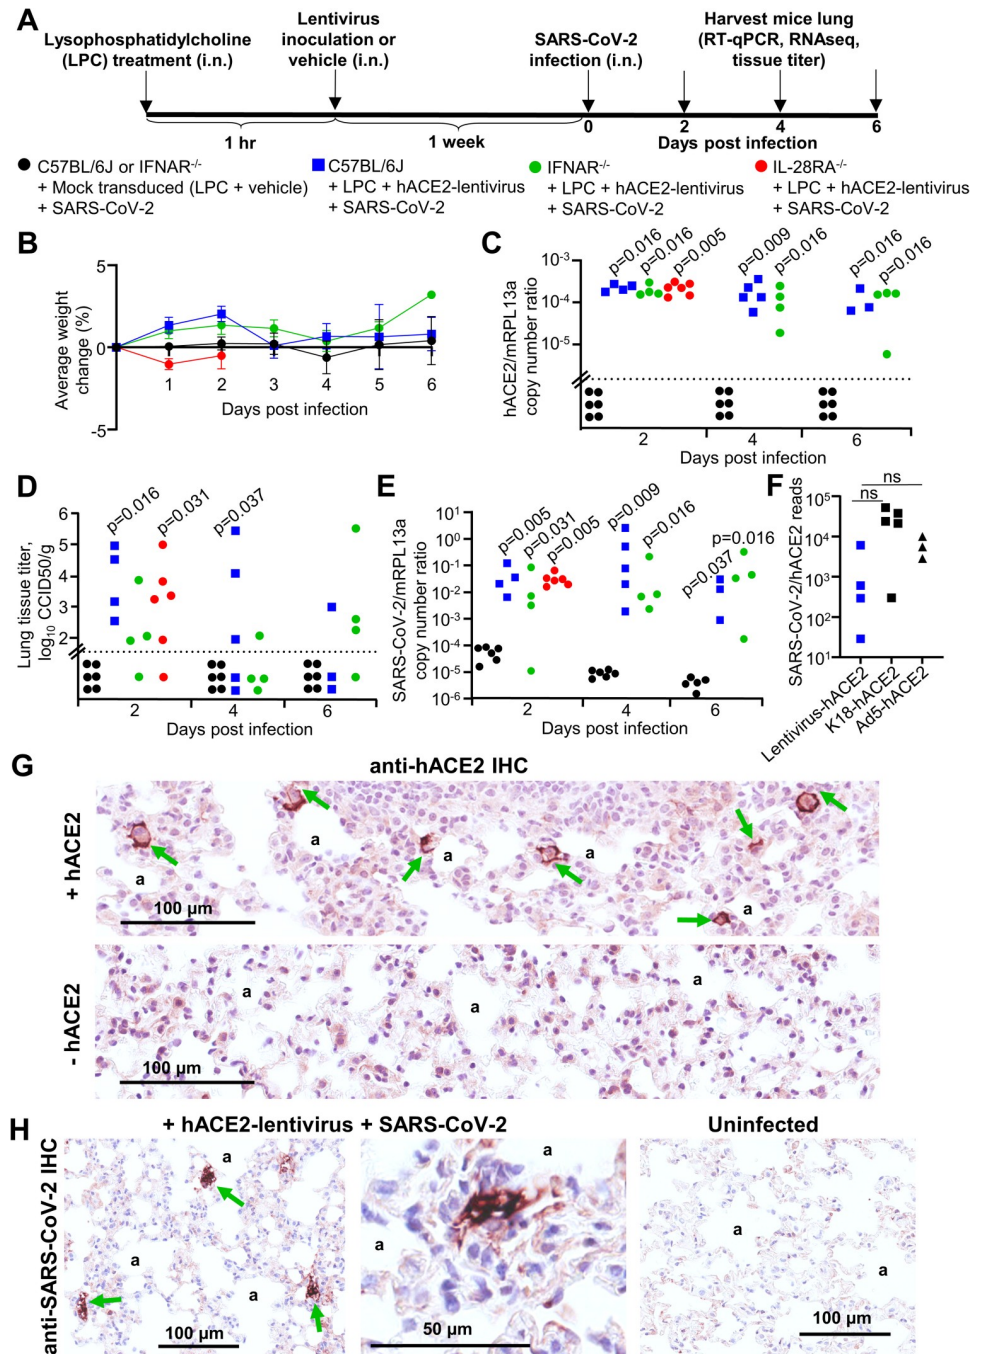 A
Lysophosphatidylcholine
(LPC) treatment (i.n.)
Lentivirus
inoculation or
vehicle (i.n.)
SARS-CoV-2
infection (i.n.)
Harvest mice lung
(RT-qPCR, RNAseq,
tissue titer)
1 hr
1 week
0
2
4
6
Days post infection
C57BL/6J or IFNAR-/-
+ Mock transduced (LPC + vehicle)
+ SARS-CoV-2
C57BL/6J
+ LPC + hACE2-lentivirus
+ SARS-CoV-2
IFNAR-/-
+ LPC + hACE2-lentivirus
+ SARS-CoV-2
IL-28RA-/-
+ LPC + hACE2-lentivirus
+ SARS-CoV-2
B
Average weight
change (%)
5
0
-5
1
2
3
4
5
6
Days post infection
C
hACE2/mRPL13a
copy number ratio
10-3
10-4
10-5
p=0.016
p=0.016
p=0.005
p=0.009
p=0.016
p=0.016
p=0.016
2
4
6
Days post infection
D
Lung tissue titer,
log10 CCID50/g
6
5
4
3
2
p=0.016
p=0.031
p=0.037
2
4
6
Days post infection
E
SARS-CoV-2/mRPL13a
copy number ratio
101
100
10-1
10-2
10-3
10-4
10-5
10-6
p=0.005
p=0.031
p=0.005
p=0.009
p=0.016
p=0.037
p=0.016
2
4
6
Days post infection
F
SARS-CoV-2/hACE2 reads
105
104
103
102
101
ns
ns
Lentivirus-hACE2
K18-hACE2
Ad5-hACE2
G
anti-hACE2 IHC
+ hACE2
a
a
a
a
100 µm
- hACE2
a
a
a
100 µm
H
+ hACE2-lentivirus + SARS-CoV-2
Uninfected
anti-SARS-CoV-2 IHC
a
a
a
100 µm
a
a
50 µm
a
a
100 µm